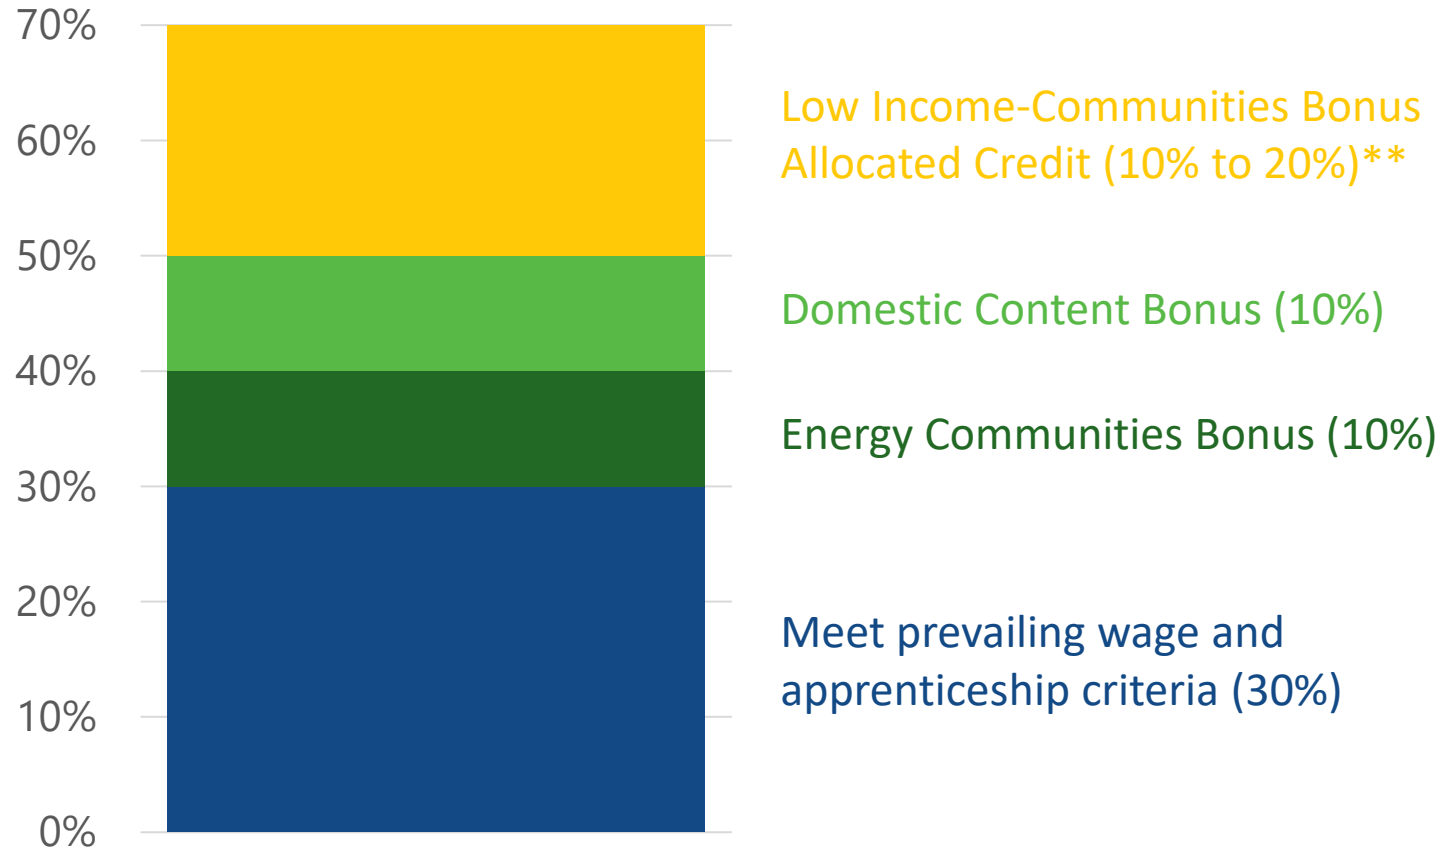 70%
60%
50%
40%
30%
20%
10%
0%
Low Income-Communities Bonus
Allocated Credit (10% to 20%)**
Domestic Content Bonus (10%)
Energy Communities Bonus (10%)
Meet prevailing wage and
apprenticeship criteria (30%)